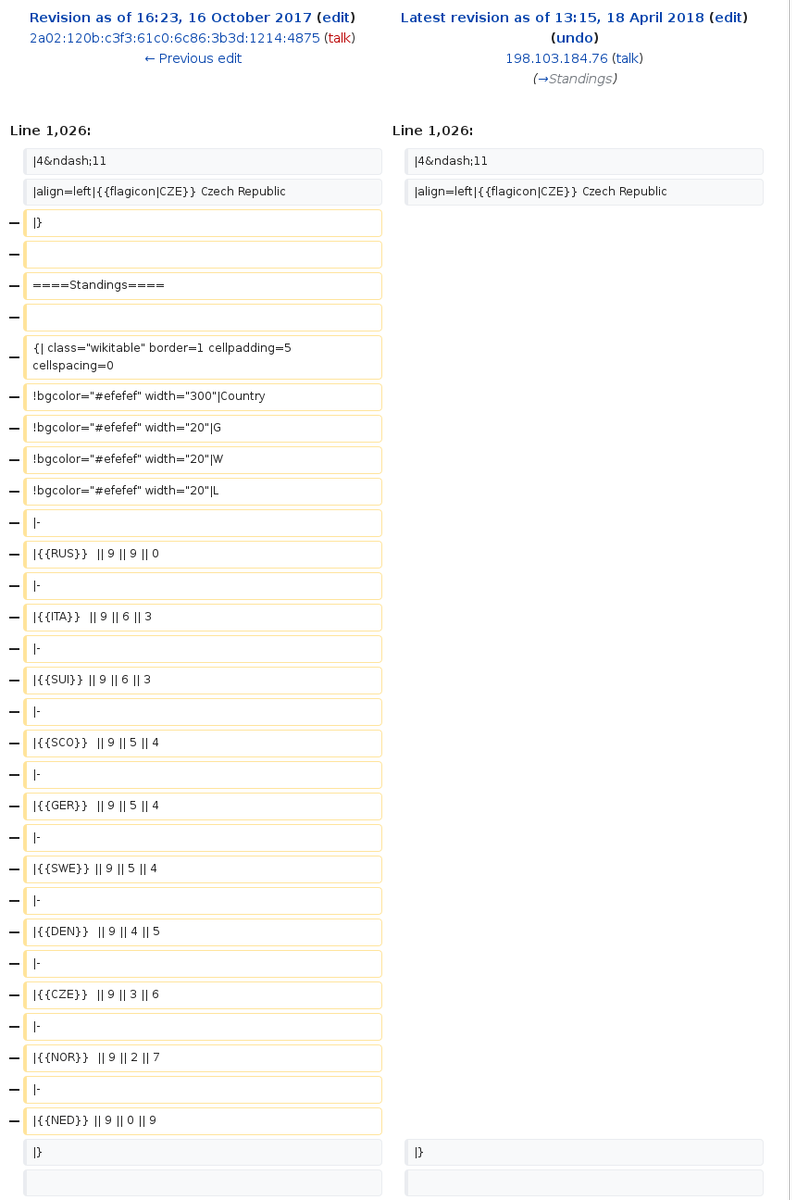 Revision as of 16:23, 16 October 2017 (edit)
2a02:120b:c3f3:61c0:6c86:3b3d:1214:4875 (talk)
← Previous edit
Latest revision as of 13:15, 18 April 2018 (edit)
(undo)
198.103.184.76 (talk)
(→Standings)
Line 1,026:
Line 1,026:
|4&ndash;11
|4&ndash;11
|align=left|{{flagicon|CZE}} Czech Republic
|align=left|{{flagicon|CZE}} Czech Republic
− |}
−
− ====Standings====
−
− {| class="wikitable" border=1 cellpadding=5
cellspacing=0
− !bgcolor="#efefef" width="300"|Country
− !bgcolor="#efefef" width="20"|G
− !bgcolor="#efefef" width="20"|W
− !bgcolor="#efefef" width="20"|L
− |-
− |{{RUS}}  || 9 || 9 || 0
− |-
− |{{ITA}}  || 9 || 6 || 3
− |-
− |{{SUI}} || 9 || 6 || 3
− |-
− |{{SCO}}  || 9 || 5 || 4
− |-
− |{{GER}}  || 9 || 5 || 4
− |-
− |{{SWE}} || 9 || 5 || 4
− |-
− |{{DEN}}  || 9 || 4 || 5
− |-
− |{{CZE}}  || 9 || 3 || 6
− |-
− |{{NOR}}  || 9 || 2 || 7
− |-
− |{{NED}} || 9 || 0 || 9
|}
|}